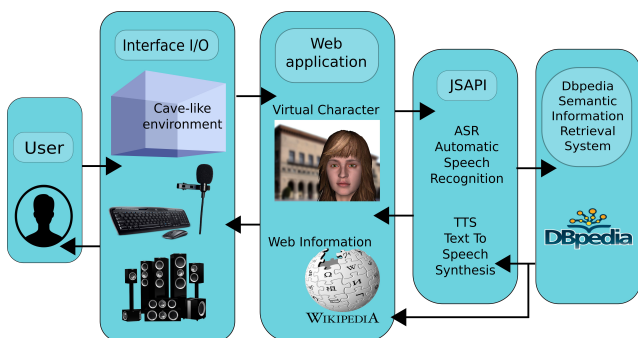 User
Interface I/O
Cave-like
environment
Web
application
Virtual Character
Web Information
WIKIPEDIA
JSAPI
ASR
Automatic
Speech
Recognition
TTS
Text To
Speech
Synthesis
Dbpedia
Semantic
Information
Retrieval
System
DBpedia